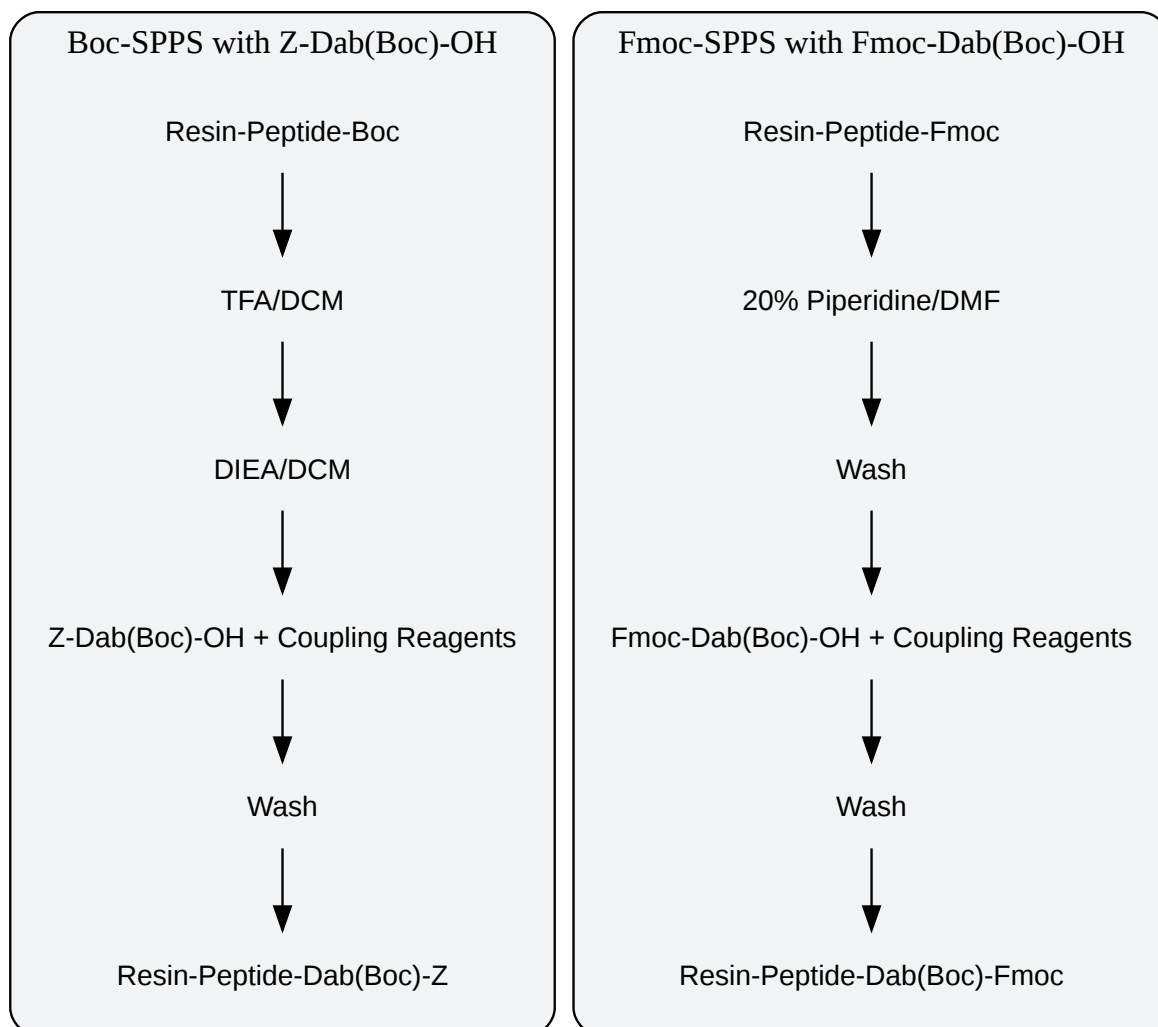 Boc-SPPS with Z-Dab(Boc)-OH
Resin-Peptide-Boc
TFA/DCM
DIEA/DCM
Z-Dab(Boc)-OH + Coupling Reagents
Wash
Resin-Peptide-Dab(Boc)-Z
Fmoc-SPPS with Fmoc-Dab(Boc)-OH
Resin-Peptide-Fmoc
20% Piperidine/DMF
Wash
Fmoc-Dab(Boc)-OH + Coupling Reagents
Wash
Resin-Peptide-Dab(Boc)-Fmoc